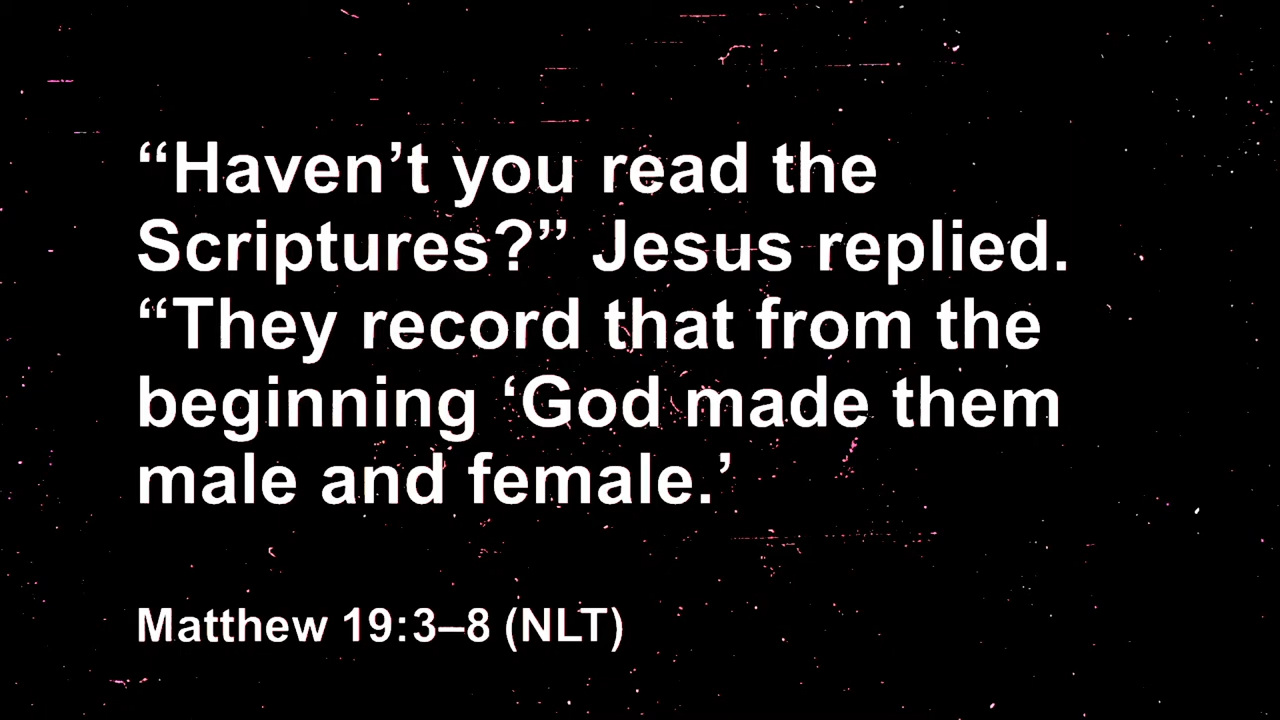 “Haven’t you read the
Scriptures?” Jesus replied.
“They record that from the
beginning ‘God made them
male and female.’
Matthew 19:3–8 (NLT)